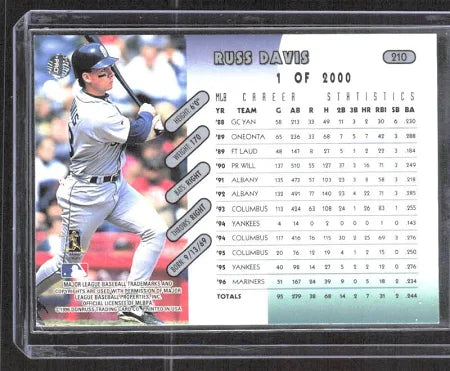 RUSS DAVIS
210
1 OF 2000
MLB CAREER STATISTICS
YR TEAM G AB R H 2B 3B HR RBI SB BA
'88 GC YAN 58 213 33 49 11 3 2 30 6 230
'89 ONEONTA 65 236 33 68 7 5 7 42 3 288
'89 FT LAUD 48 147
'90 PR WILL 137 510 55 127 37 3 16 71 3 249
'91 ALBANY 473 57 103 23 3 8 58 3
'92 ALBANY 132 491 77 140 23 4 22 71 3 285
'93 COLUMBUS 113 424 63 108 24 1 26 83 1 255
'94 YANKEES 4 14 0 2 0 0 0 1 0 143
'94 COLUMBUS 117 416 76 115 30 2 25 69 3 276
'95 COLUMBUS 20 76 12 19 4 1 2 15 0 250
'95 YANKEES 40 98 14 27 5 2 2 12 0 276
'96 MARINERS 51 167 24 39 9 0 5 18 2 234
TOTALS 95 279 38 68 14 2 7 31 2 .244
HEIGHT: 6'0"
WEIGHT: 170
BATS: RIGHT
THROWS: RIGHT
BORN: 9/13/69
MAJOR LEAGUE BASEBALL TRADEMARKS AND
COPYRIGHTS ARE USED WITH PERMISSION OF MAJOR
LEAGUE BASEBALL PROPERTIES, INC.
OFFICIAL LICENSEE OF MLBPA
© 1996 DONRUSS TRADING CARD CO. PRINTED IN USA